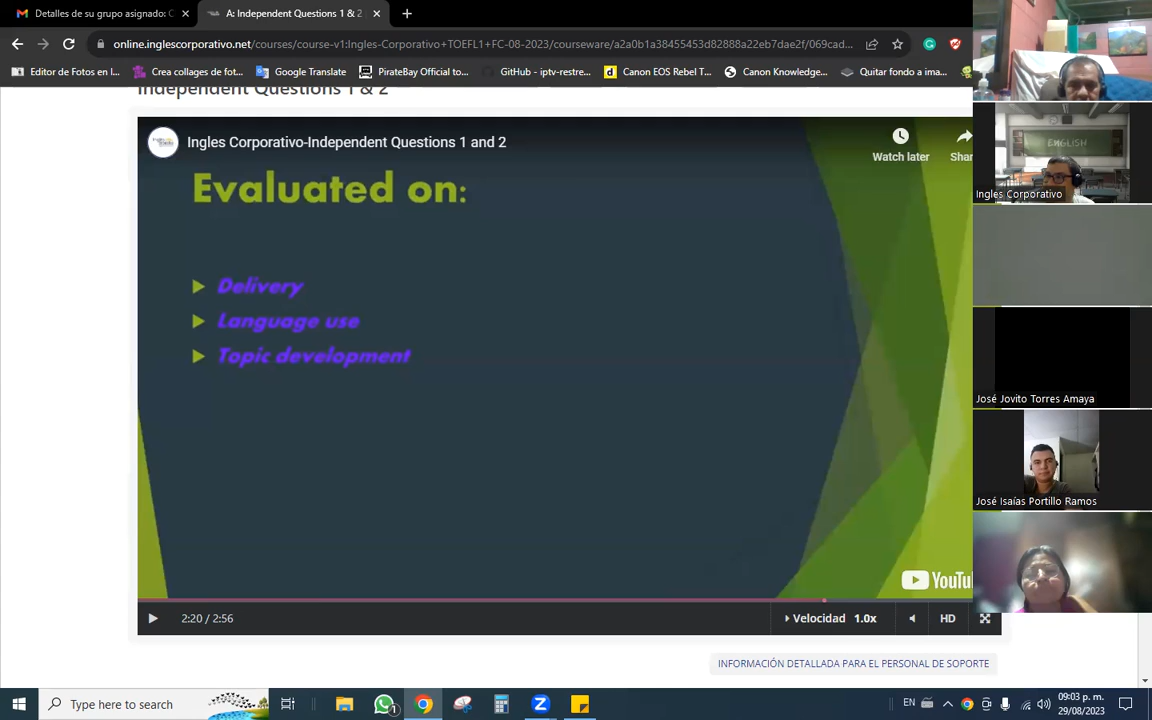 Detalles de su grupo asignado: C
A: Independent Questions 1 & 2
online.inglescorporativo.net/courses/course-v1:Ingles-Corporativo+TOEFL1+FC-08-2023/courseware/a2a0b1a38455453d82888a22eb7dae2f/069cad...
Editor de Fotos en l...
Crea collages de fot...
Google Translate
PirateBay Official to...
GitHub - iptv-restre...
Canon EOS Rebel T...
Canon Knowledge...
Quitar fondo a ima...
Independent Questions 1 & 2
Ingles Corporativo-Independent Questions 1 and 2
Watch later
Shar
Evaluated on:
Delivery
Language use
Topic development
YouTu
2:20 / 2:56
Velocidad 1.0x
HD
INFORMACIÓN DETALLADA PARA EL PERSONAL DE SOPORTE
ENGLISH
Ingles Corporativo
José Jovito Torres Amaya
José Isaías Portillo Ramos
Type here to search
1
EN
09:03 p. m.
29/08/2023